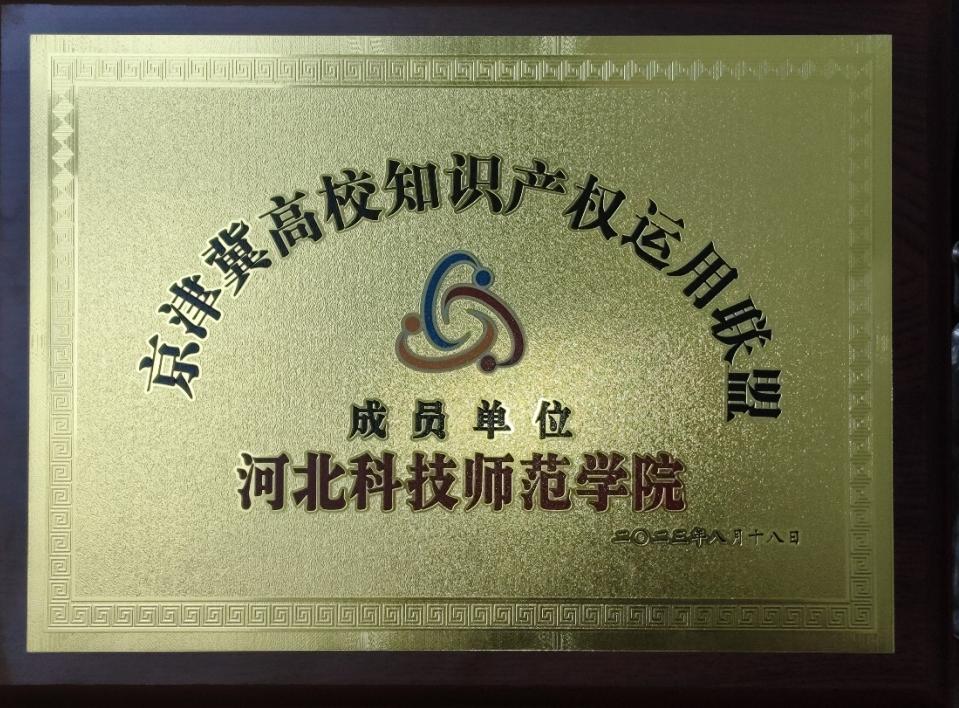 京津冀高校知识产权运用联盟
成员单位
河北科技师范学院
二〇二三年八月十八日